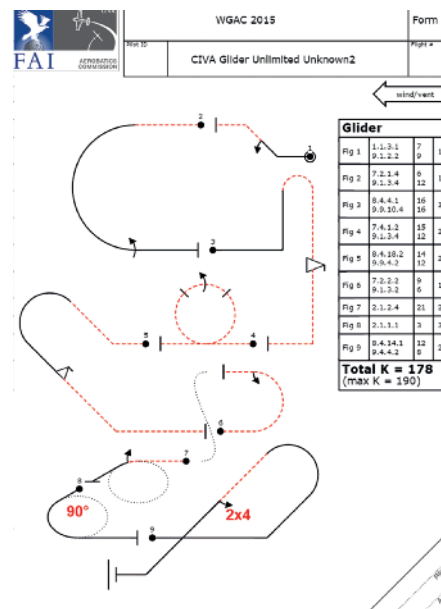 WGAC 2015
Form
Pilot ID
Flight #
CIVA Glider Unlimited Unknown2
FAI
AEROBATICS
COMMISSION
wind/vent
2
1
3
5
4
6
7
8
9
90°
2x4
Glider
Fig 1 1.1.3.1 7
9.1.2.2 9
Fig 2 7.2.1.4 6
9.1.3.4 12
Fig 3 8.4.4.1 16
9.9.10.4 16
Fig 4 7.4.1.2 15
9.1.3.4 12
Fig 5 8.4.18.2 14
9.9.4.2 12
Fig 6 7.2.2.2 9
9.1.3.2 6
Fig 7 2.1.2.4 21
Fig 8 2.1.1.1 3
Fig 9 8.4.14.1 12
9.4.4.2 8
Total K = 178
(max K = 190)